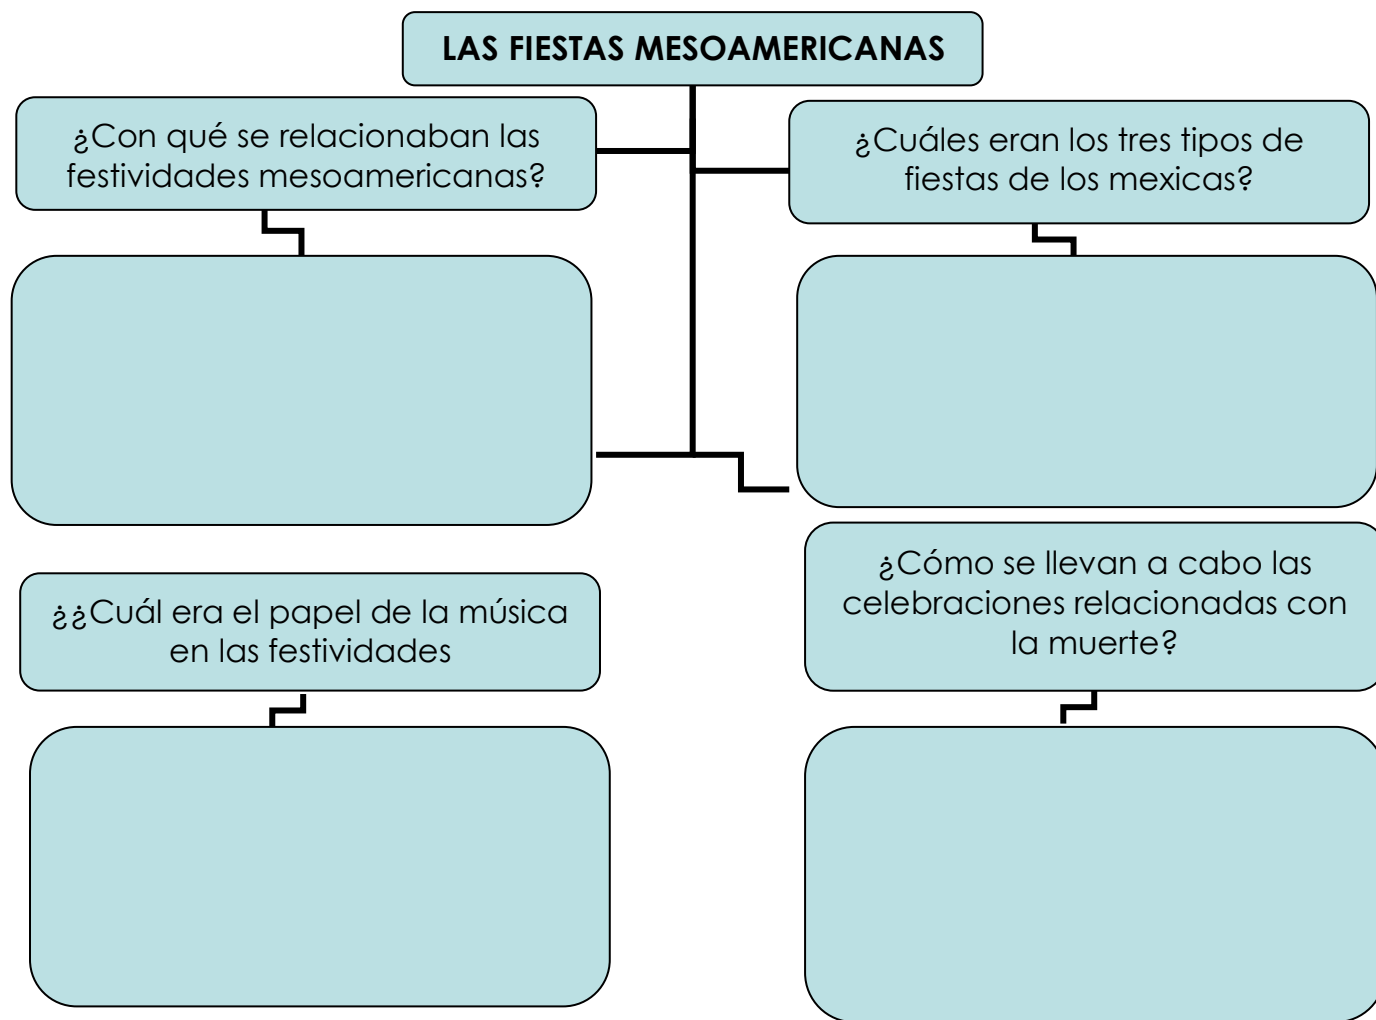 LAS FIESTAS MESOAMERICANAS
¿Con qué se relacionaban las
festividades mesoamericanas?
¿Cuáles eran los tres tipos de
fiestas de los mexicas?
¿¿Cuál era el papel de la música
en las festividades
¿Cómo se llevan a cabo las
celebraciones relacionadas con
la muerte?